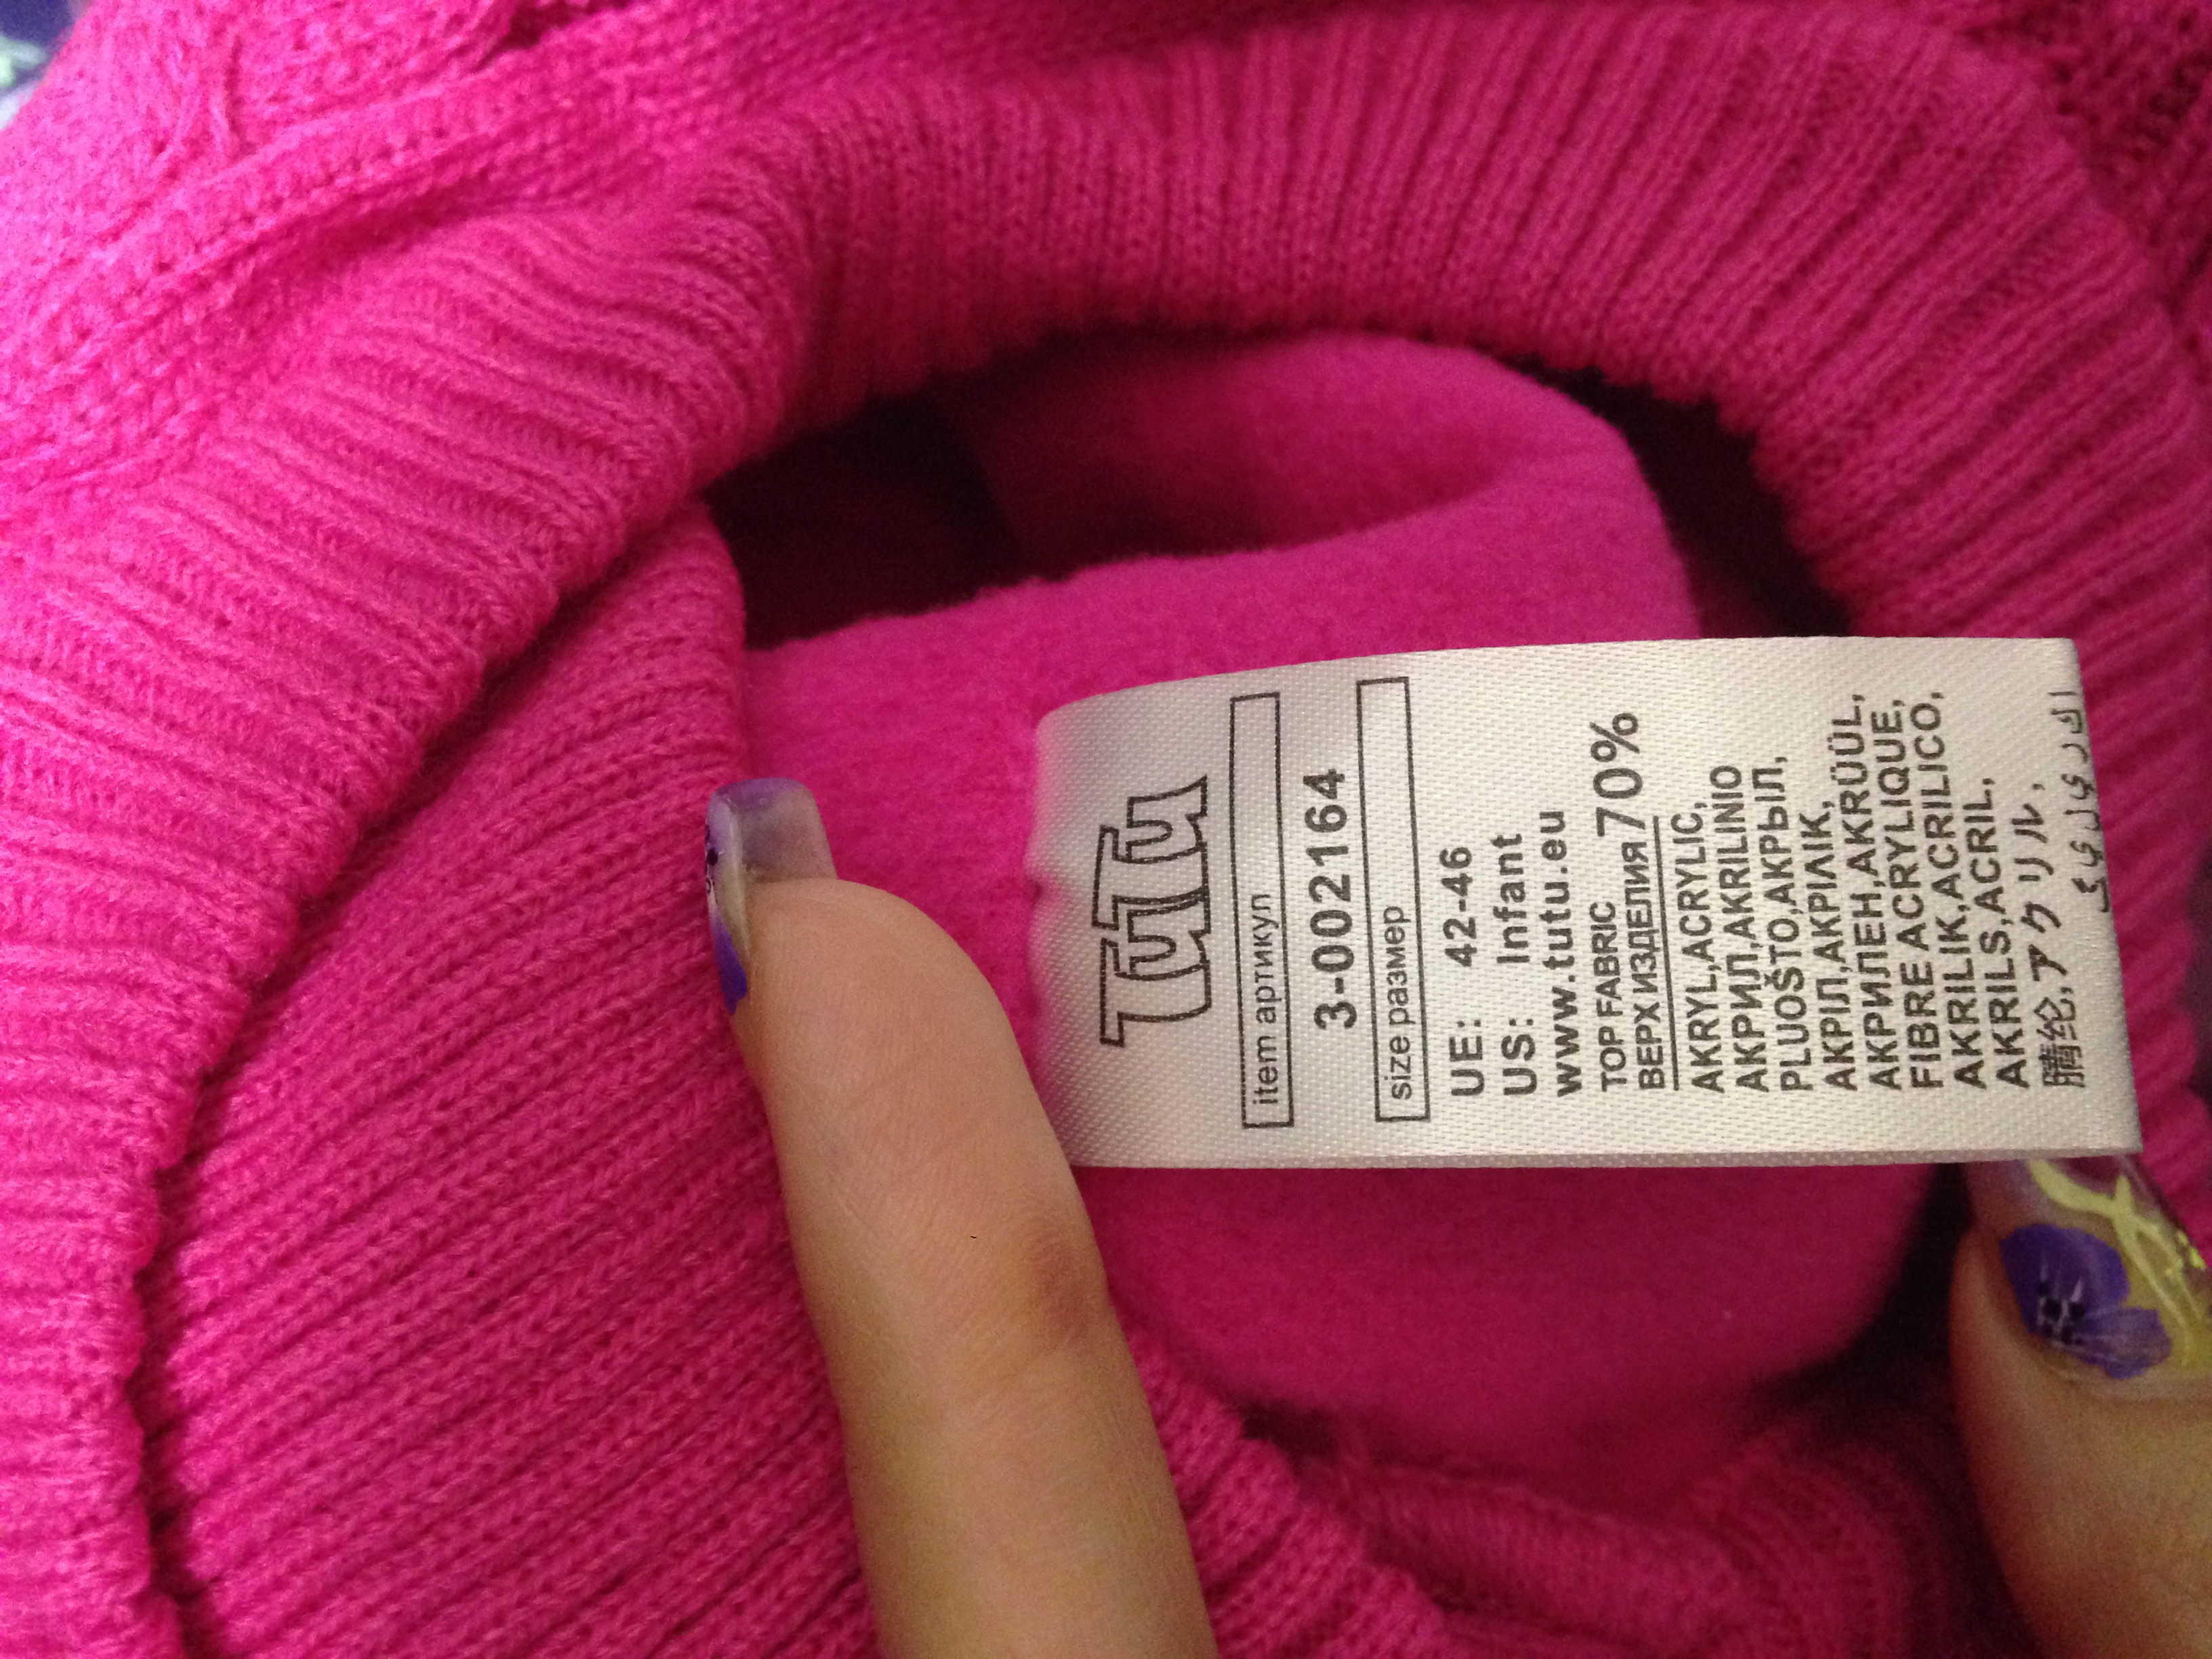 TuTu
item артикул
3-002164
size размер
UE: 42-46
US: Infant
www.tutu.eu
TOP FABRIC
ВЕРХ ИЗДЕЛИЯ 70%
AKRYL,ACRYLIC,
АКРИЛ,AKRILINIO
PLUOŠTO,АКРЫЛ,
АКРІЛ,АКРІЛІК,
АКРИЛЕН,AKRÜÜL,
FIBRE ACRYLIQUE,
AKRILIK,ACRILICO,
AKRILS,ACRIL,
腈纶,アクリル,